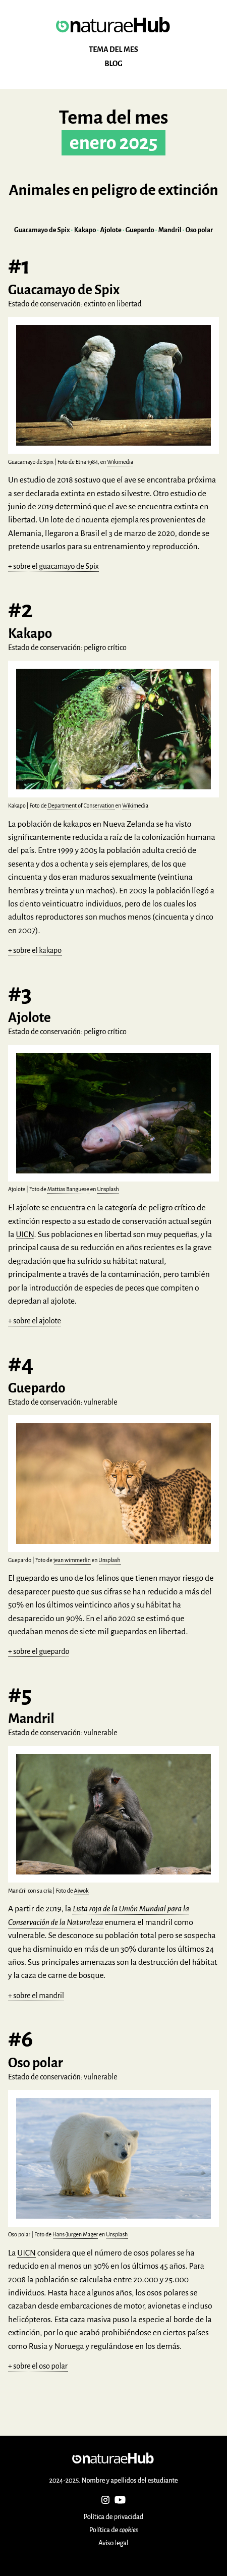 naturaeHub
TEMA DEL MES
BLOG
Tema del mes
enero 2025
Animales en peligro de extinción
Guacamayo de Spix · Kakapo · Ajolote · Guepardo · Mandril · Oso polar
#1
Guacamayo de Spix
Estado de conservación: extinto en libertad
Guacamayo de Spix | Foto de Etna 1984, en Wikimedia
Un estudio de 2018 sostuvo que el ave se encontraba próxima
a ser declarada extinta en estado silvestre. Otro estudio de
junio de 2019 determinó que el ave se encuentra extinta en
libertad. Un lote de cincuenta ejemplares provenientes de
Alemania, llegaron a Brasil el 3 de marzo de 2020, donde se
pretende usarlos para su entrenamiento y reproducción.
+ sobre el guacamayo de Spix
#2
Kakapo
Estado de conservación: peligro crítico
Kakapo | Foto de Department of Conservation en Wikimedia
La población de kakapos en Nueva Zelanda se ha visto
significantemente reducida a raíz de la colonización humana
del país. Entre 1999 y 2005 la población adulta creció de
sesenta y dos a ochenta y seis ejemplares, de los que
cincuenta y dos eran maduros sexualmente (veintiuna
hembras y treinta y un machos). En 2009 la población llegó a
los ciento veinticuatro individuos, pero de los cuales los
adultos reproductores son muchos menos (cincuenta y cinco
en 2007).
+ sobre el kakapo
#3
Ajolote
Estado de conservación: peligro crítico
Ajolote | Foto de Mattias Banguese en Unsplash
El ajolote se encuentra en la categoría de peligro crítico de
extinción respecto a su estado de conservación actual según
la UICN. Sus poblaciones en libertad son muy pequeñas, y la
principal causa de su reducción en años recientes es la grave
degradación que ha sufrido su hábitat natural,
principalmente a través de la contaminación, pero también
por la introducción de especies de peces que compiten o
depredan al ajolote.
+ sobre el ajolote
#4
Guepardo
Estado de conservación: vulnerable
Guepardo | Foto de jean wimmerlin en Unsplash
El guepardo es uno de los felinos que tienen mayor riesgo de
desaparecer puesto que sus cifras se han reducido a más del
50% en los últimos veinticinco años y su hábitat ha
desaparecido un 90%. En el año 2020 se estimó que
quedaban menos de siete mil guepardos en libertad.
+ sobre el guepardo
#5
Mandril
Estado de conservación: vulnerable
Mandril con su cría | Foto de Aiwok
A partir de 2019, la Lista roja de la Unión Mundial para la
Conservación de la Naturaleza enumera el mandril como
vulnerable. Se desconoce su población total pero se sospecha
que ha disminuido en más de un 30% durante los últimos 24
años. Sus principales amenazas son la destrucción del hábitat
y la caza de carne de bosque.
+ sobre el mandril
#6
Oso polar
Estado de conservación: vulnerable
Oso polar | Foto de Hans-Jurgen Mager en Unsplash
La UICN considera que el número de osos polares se ha
reducido en al menos un 30% en los últimos 45 años. Para
2008 la población se calculaba entre 20.000 y 25.000
individuos. Hasta hace algunos años, los osos polares se
cazaban desde embarcaciones de motor, avionetas e incluso
helicópteros. Esta caza masiva puso la especie al borde de la
extinción, por lo que acabó prohibiéndose en ciertos países
como Rusia y Noruega y regulándose en los demás.
+ sobre el oso polar
naturaeHub
2024-2025. Nombre y apellidos del estudiante
Política de privacidad
Política de cookies
Aviso legal